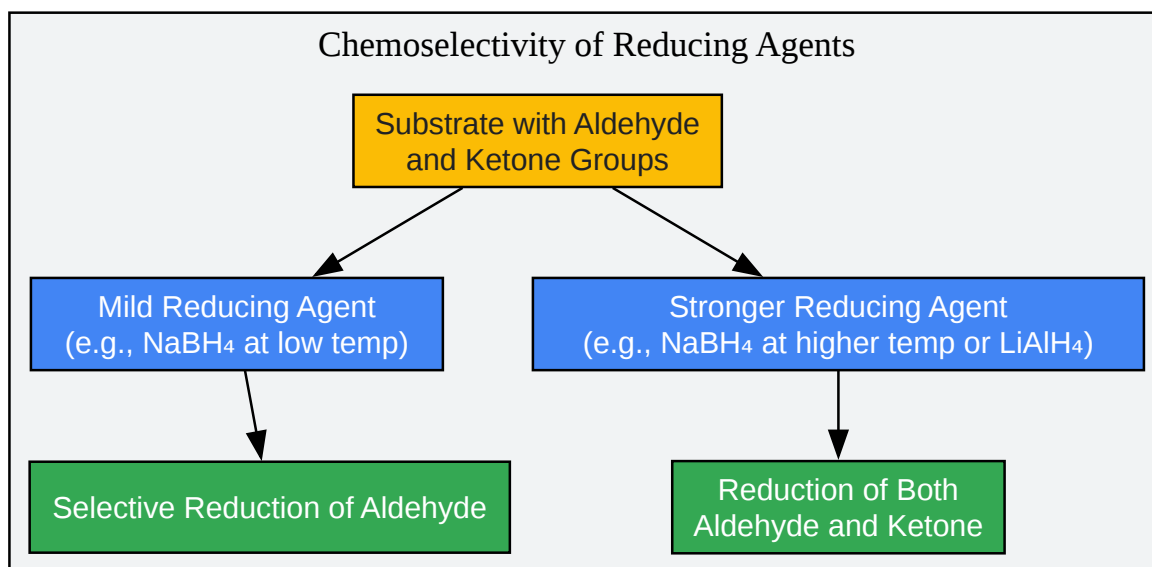 Chemoselectivity of Reducing Agents
Substrate with Aldehyde
and Ketone Groups
Mild Reducing Agent
(e.g., NaBH₄ at low temp)
Stronger Reducing Agent
(e.g., NaBH₄ at higher temp or LiAlH₄)
Selective Reduction of Aldehyde
Reduction of Both
Aldehyde and Ketone